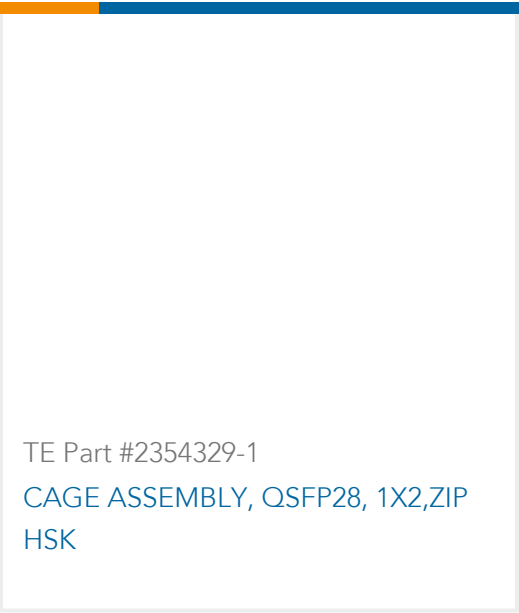 TE Part #2354329-1
CAGE ASSEMBLY, QSFP28, 1X2,ZIP
HSK